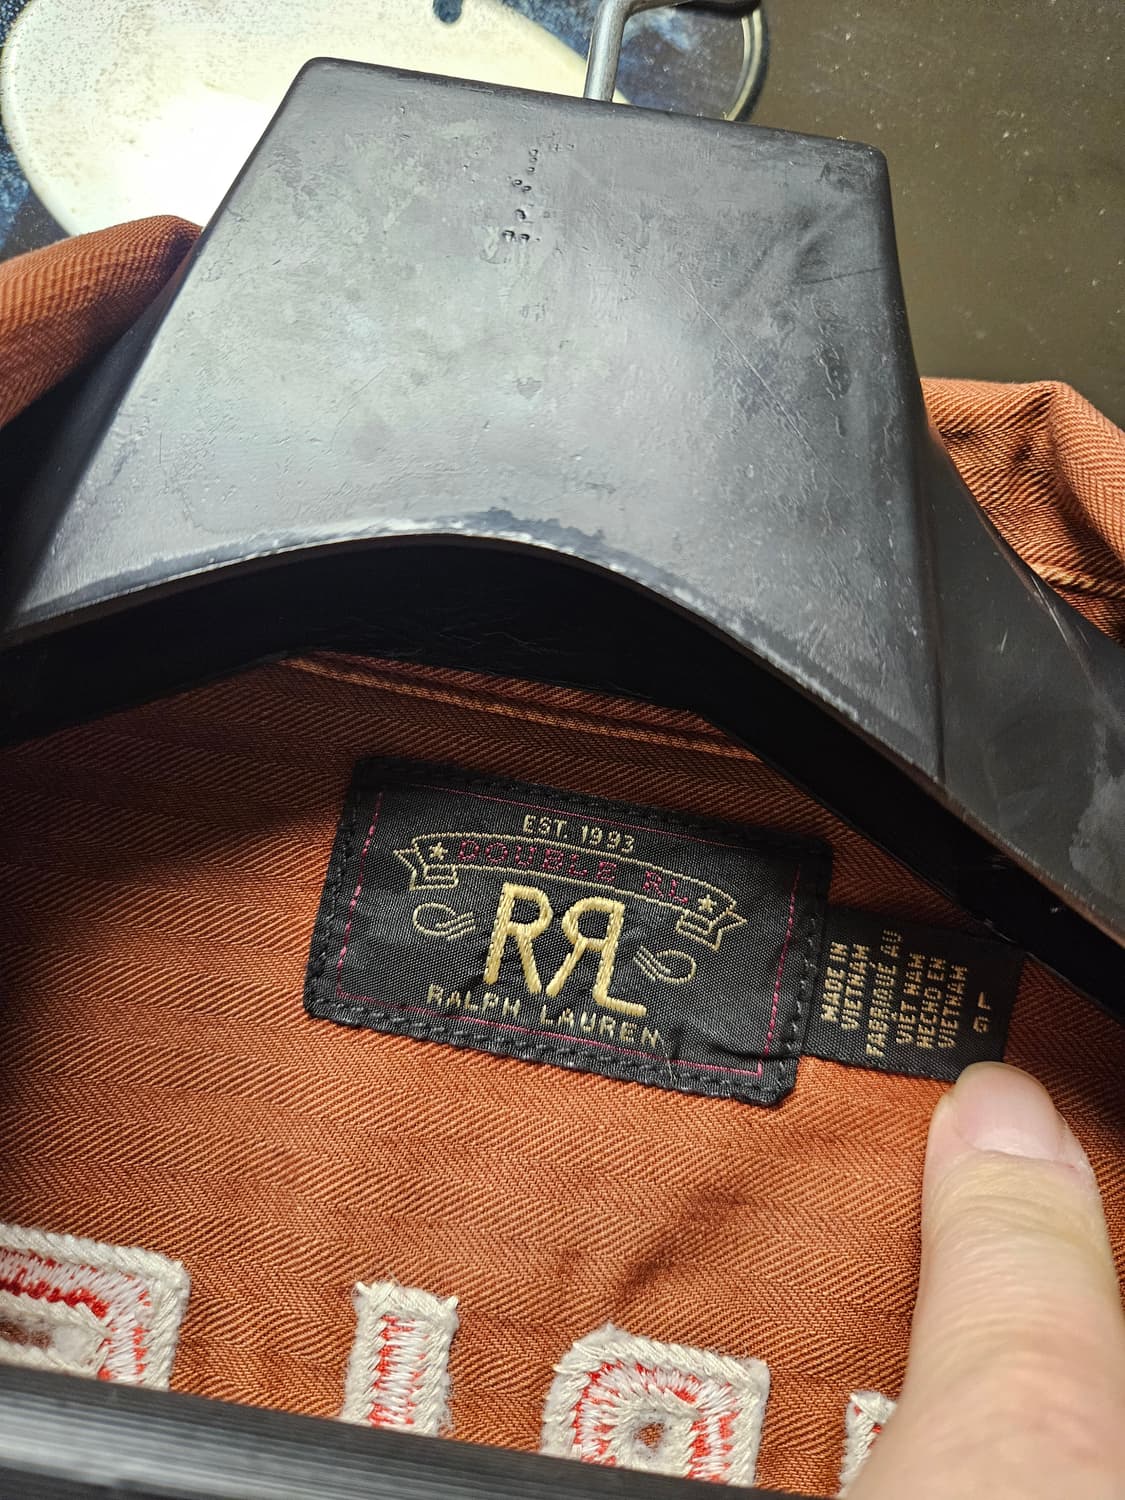 EST. 1993
DOUBLE RL
RRL
RALPH LAUREN
MADE IN
VIETNAM
FABRIQUÉ AU
VIET NAM
HECHO EN
VIETNAM
L
G